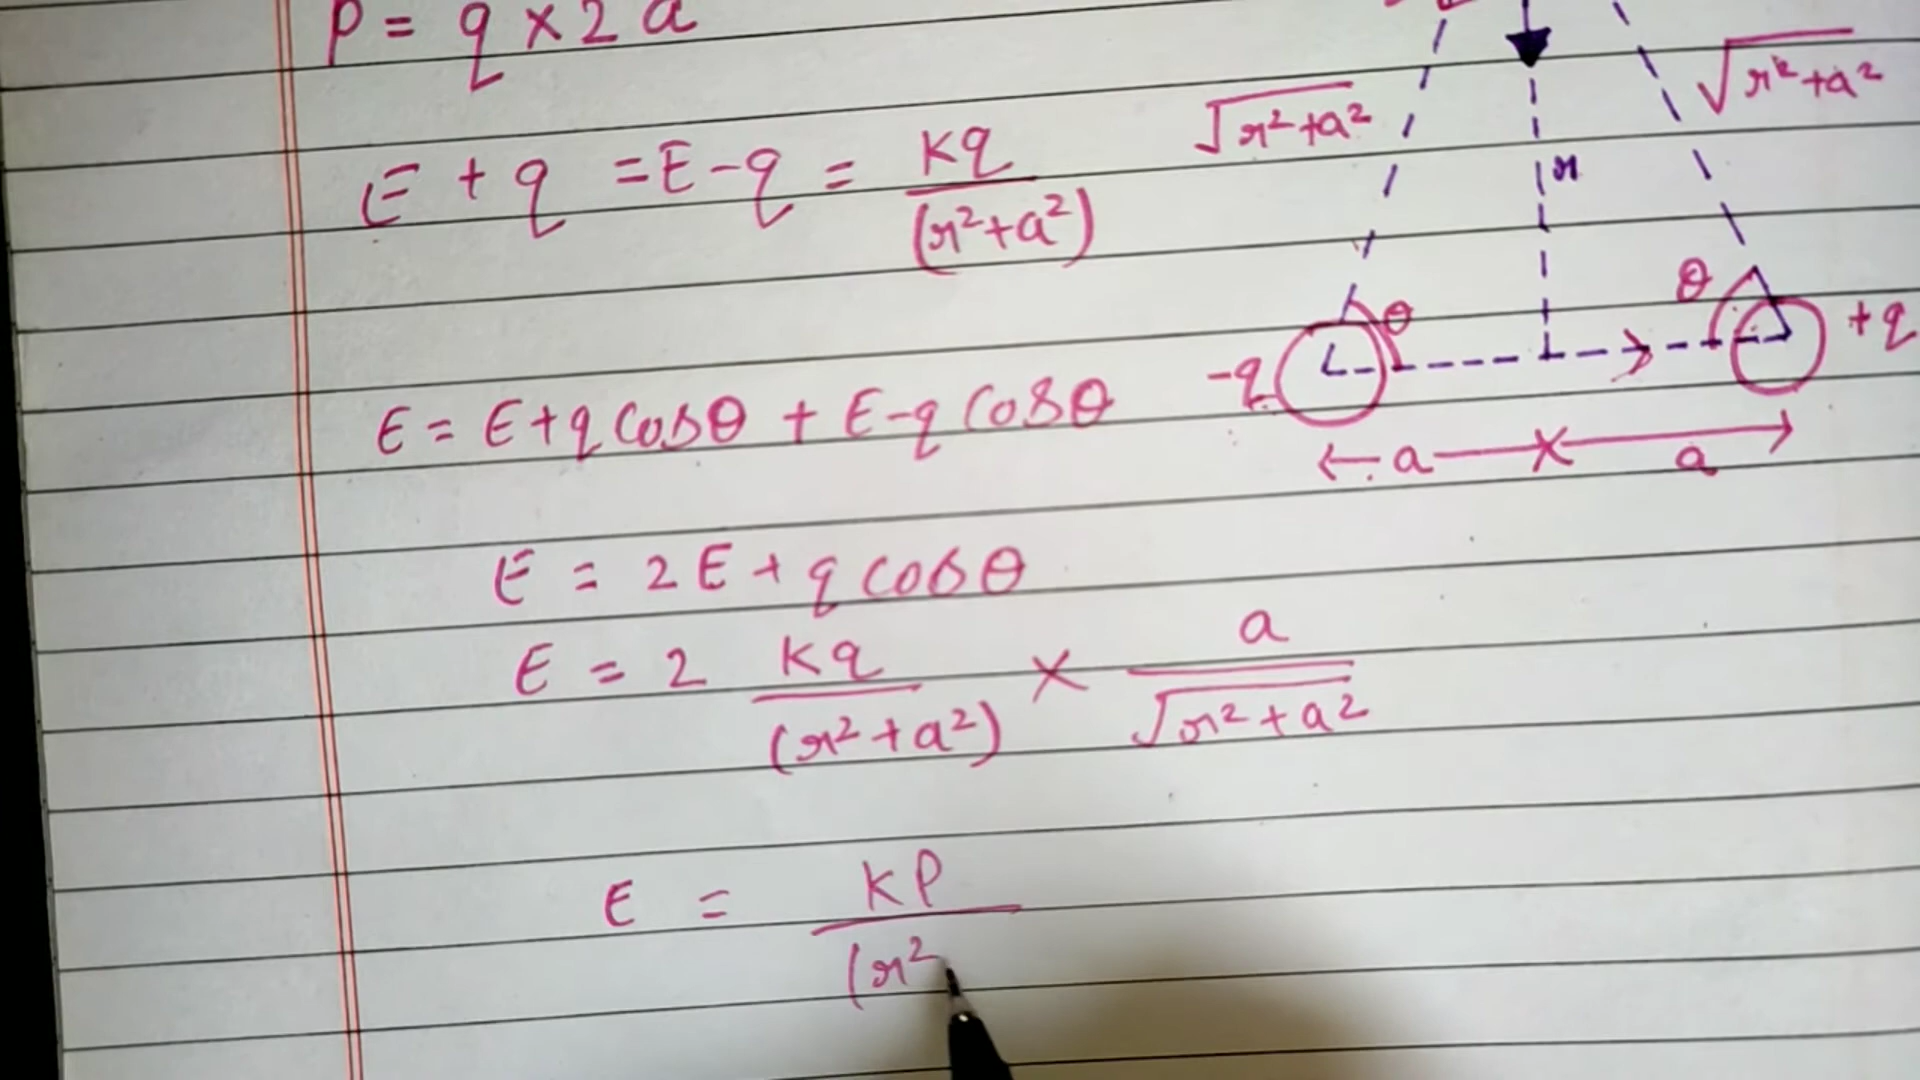 P = q × 2a
√r²+a²
√r²+a²
E+q = E-q = Kq/(r²+a²)
r
θ
θ
-q
+q
a
a
E = E+q cosθ + E-q cosθ
E = 2E+q cosθ
E = 2 Kq/(r²+a²) × a/√r²+a²
E = KP/(r²